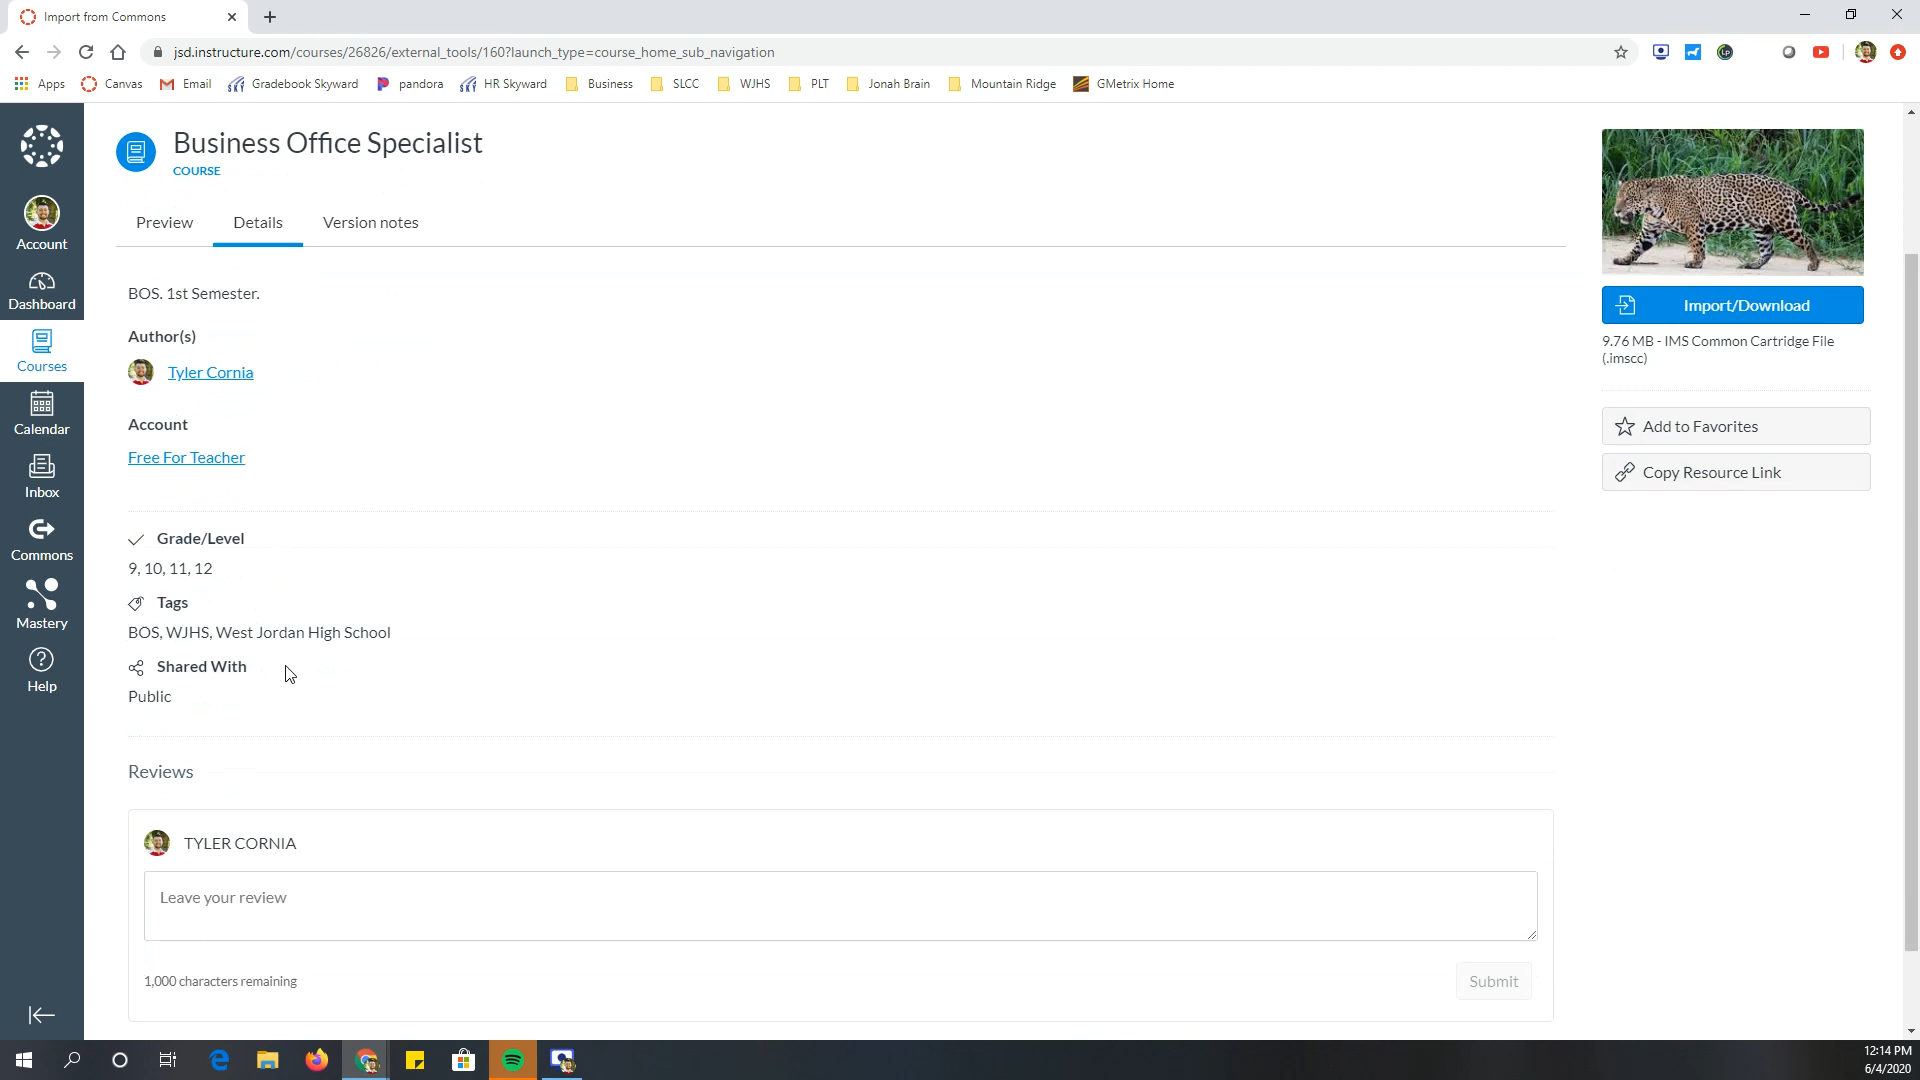 Import from Commons
jsd.instructure.com/courses/26826/external_tools/160?launch_type=course_home_sub_navigation
Apps Canvas Email Gradebook Skyward pandora HR Skyward Business SLCC WJHS PLT Jonah Brain Mountain Ridge GMetrix Home
Business Office Specialist
COURSE
Preview Details Version notes
BOS. 1st Semester.
Author(s)
Tyler Cornia
Account
Free For Teacher
Grade/Level
9, 10, 11, 12
Tags
BOS, WJHS, West Jordan High School
Shared With
Public
Reviews
TYLER CORNIA
Leave your review
1,000 characters remaining
Submit
Import/Download
9.76 MB - IMS Common Cartridge File
(.imscc)
Add to Favorites
Copy Resource Link
Account
Dashboard
Courses
Calendar
Inbox
Commons
Mastery
Help
12:14 PM
6/4/2020